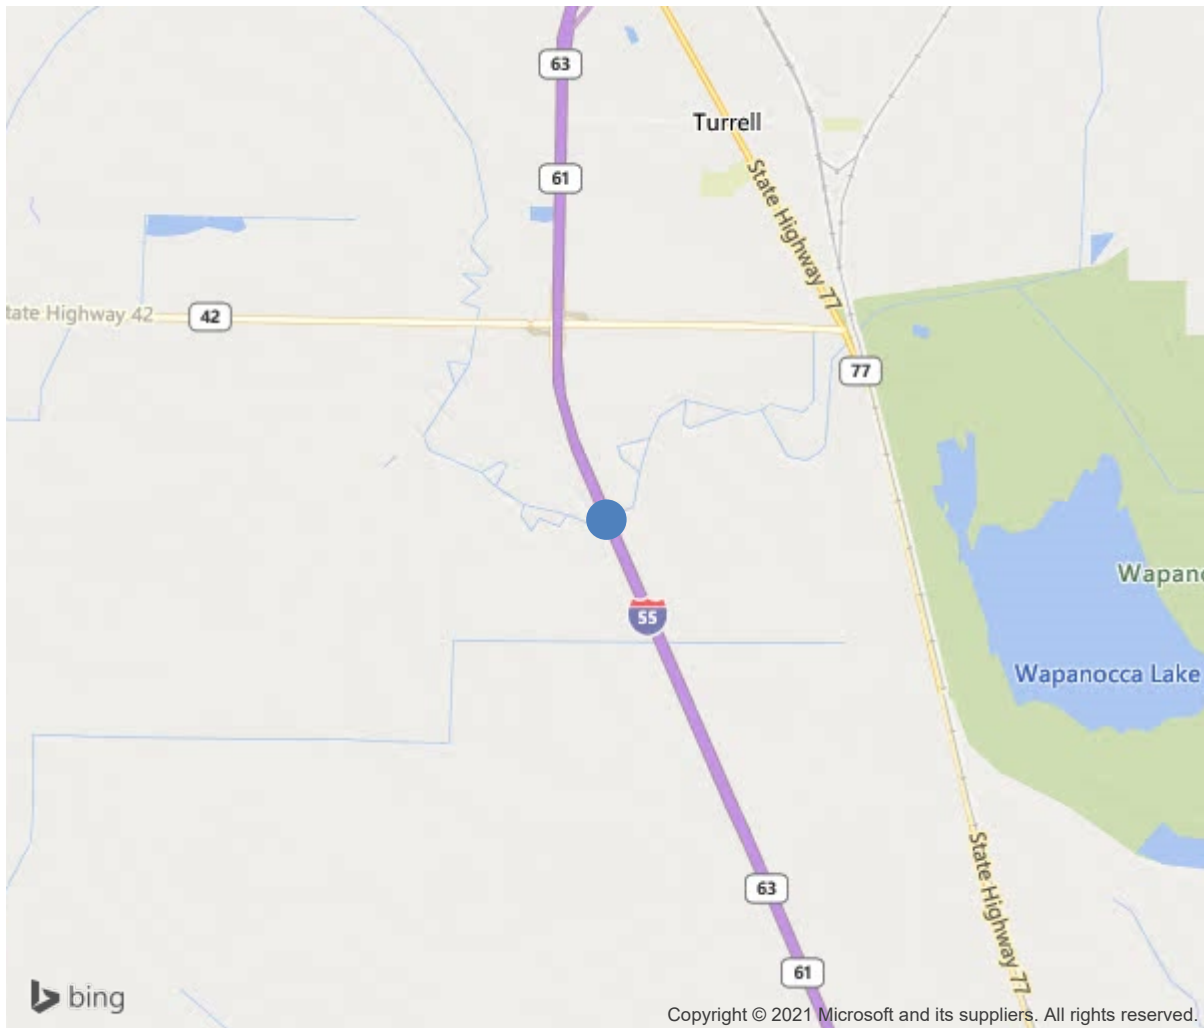 63
Turrell
State Highway 77
61
tate Highway 42
42
77
Wapano
55
Wapanocca Lake
63
State Highway 77
61
bing
Copyright © 2021 Microsoft and its suppliers. All rights reserved.